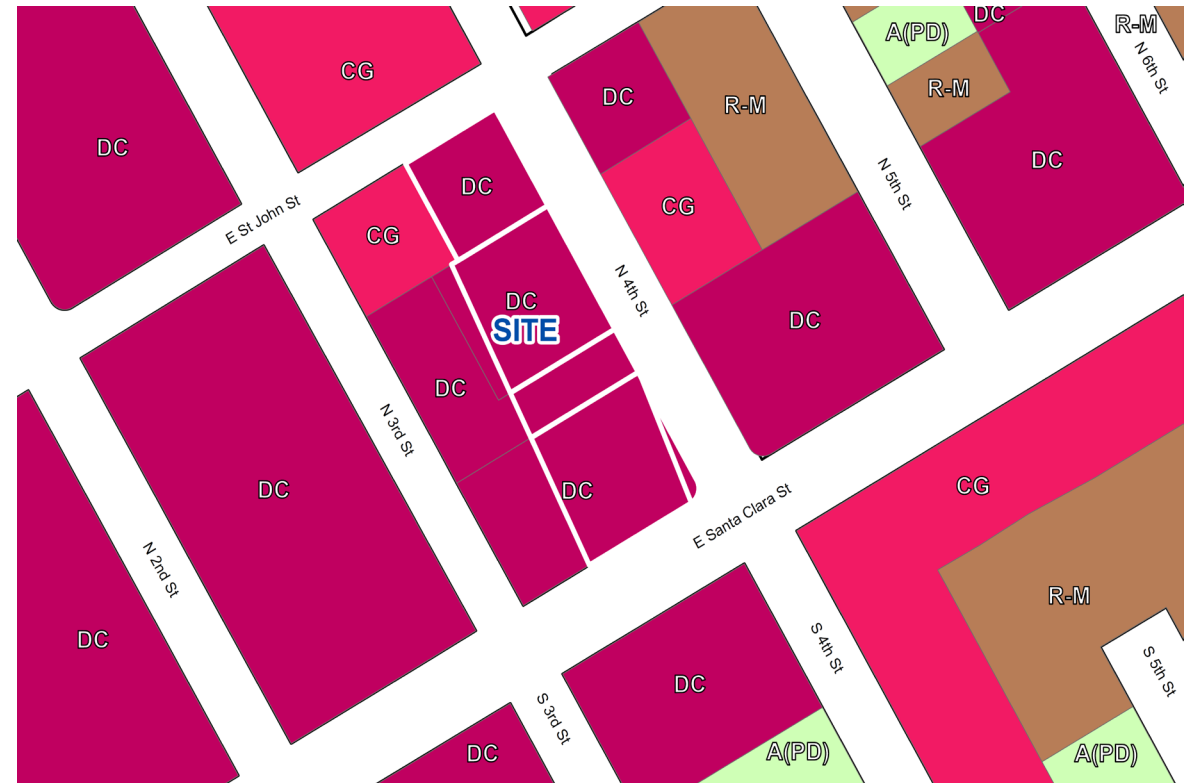 DC
A(PD)
R-M
N 6th St
CG
DC
R-M
R-M
DC
DC
DC
N 5th St
DC
CG
E St John St
CG
N 4th St
DC
SITE
DC
DC
N 3rd St
CG
DC
DC
E Santa Clara St
N 2nd St
R-M
DC
S 4th St
S 5th St
DC
S 3rd St
DC
A(PD)
A(PD)